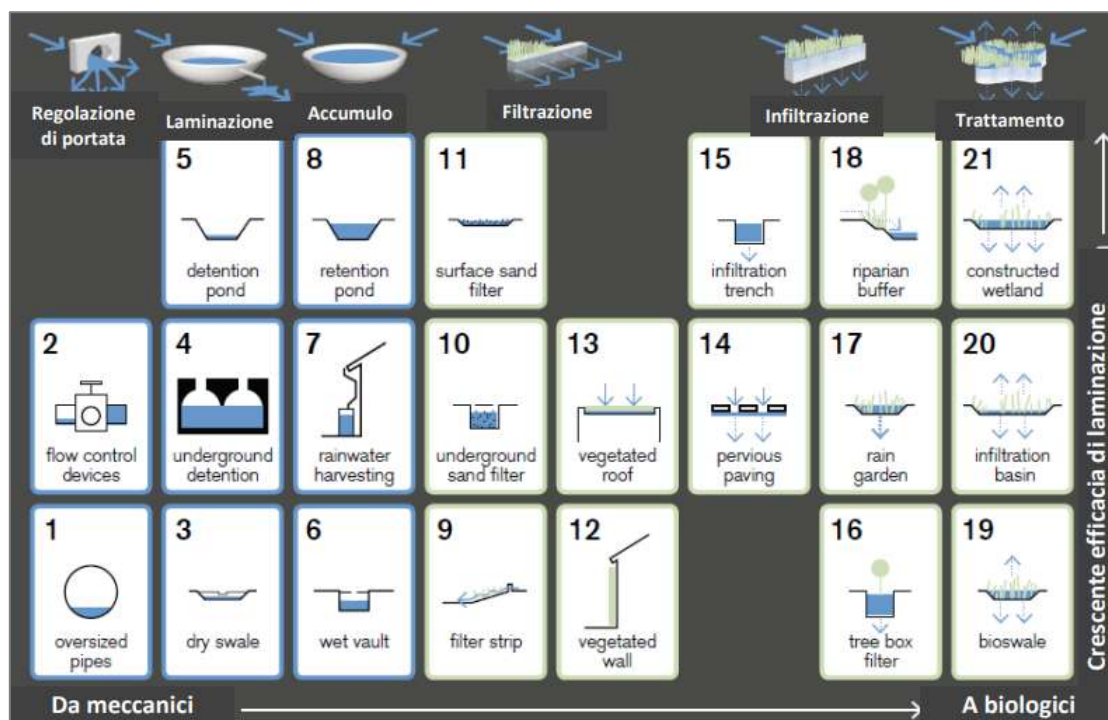 Regolazione
di portata
Laminazione
Accumulo
Filtrazione
Infiltrazione
Trattamento
5
detention
pond
8
retention
pond
11
surface sand
filter
15
infiltration
trench
18
riparian
buffer
21
constructed
wetland
2
flow control
devices
4
underground
detention
7
rainwater
harvesting
10
underground
sand filter
13
vegetated
roof
14
pervious
paving
17
rain
garden
20
infiltration
basin
1
oversized
pipes
3
dry swale
6
wet vault
9
filter strip
12
vegetated
wall
16
tree box
filter
19
bioswale
Crescente efficacia di laminazione
Da meccanici
A biologici